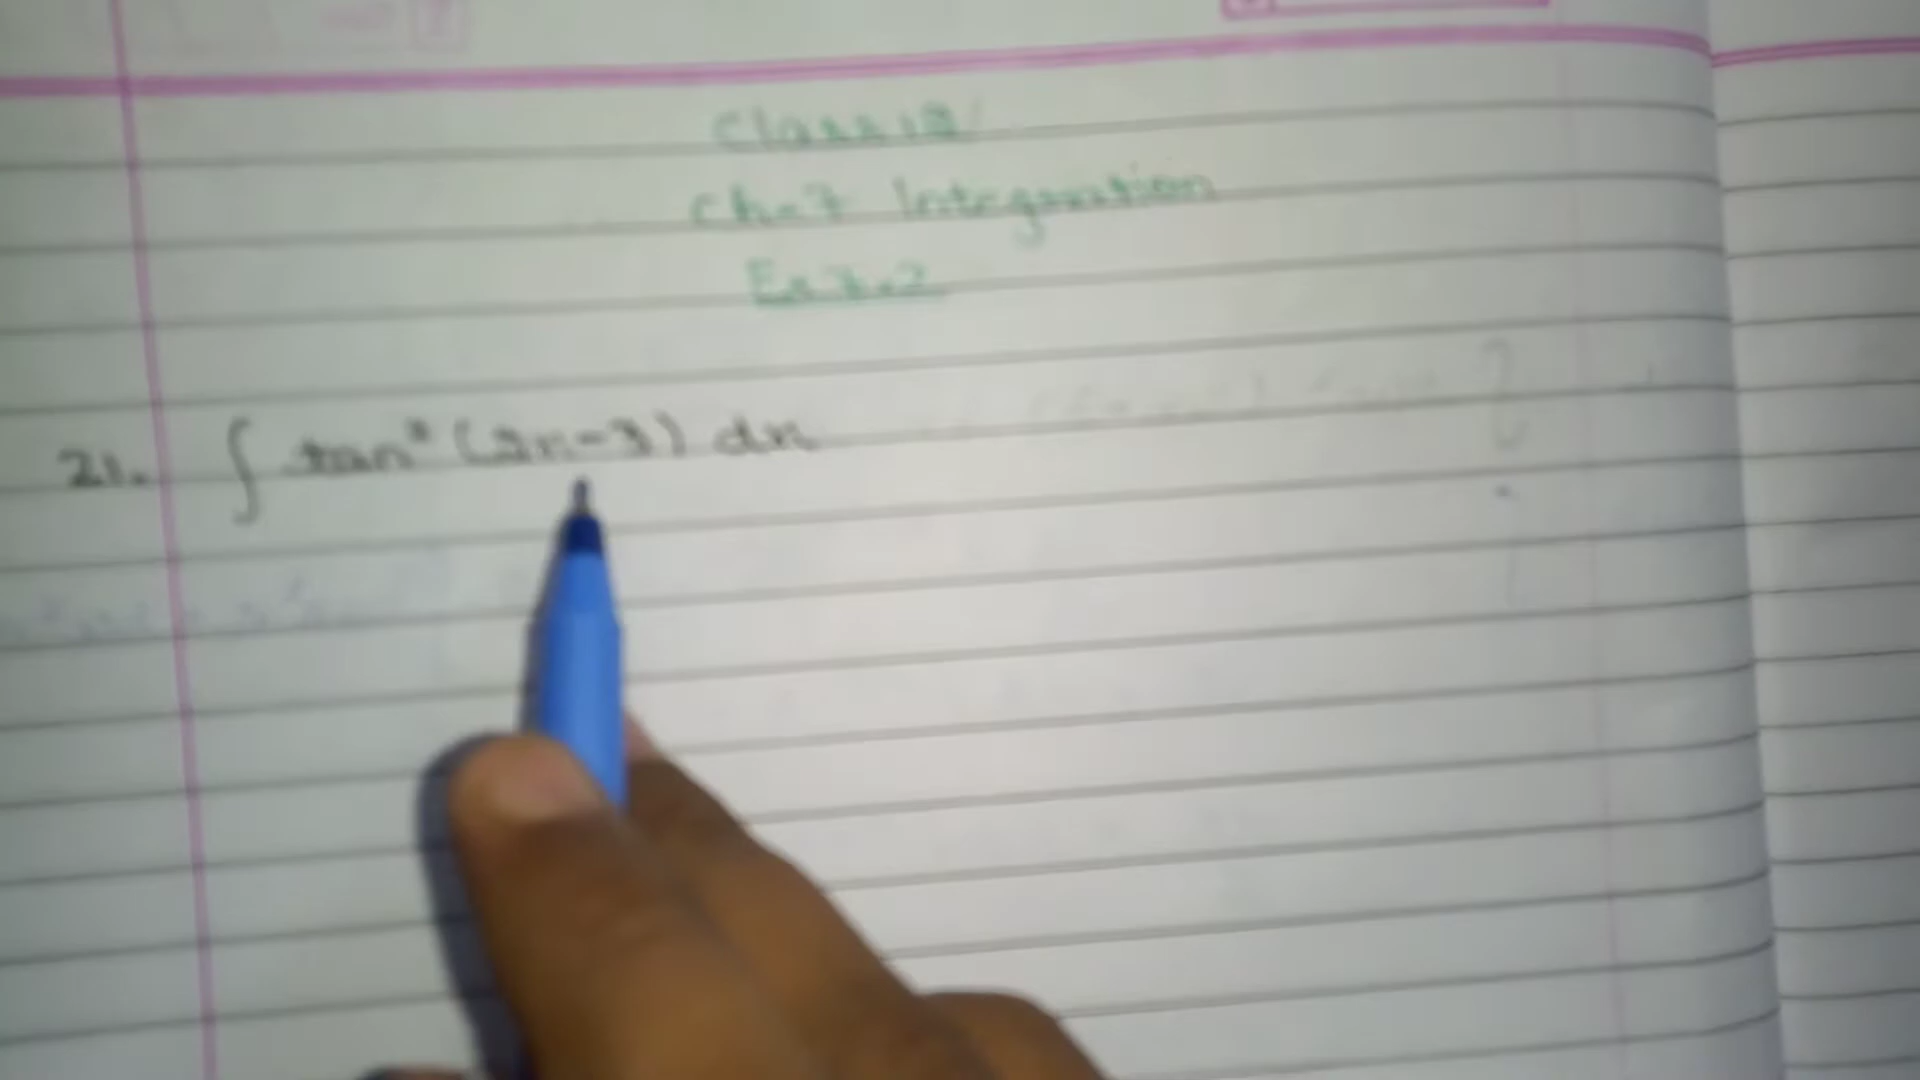 Class 12
Ch-7 Integration
Ex 7.2
21. ∫ tan² (2x-3) dx